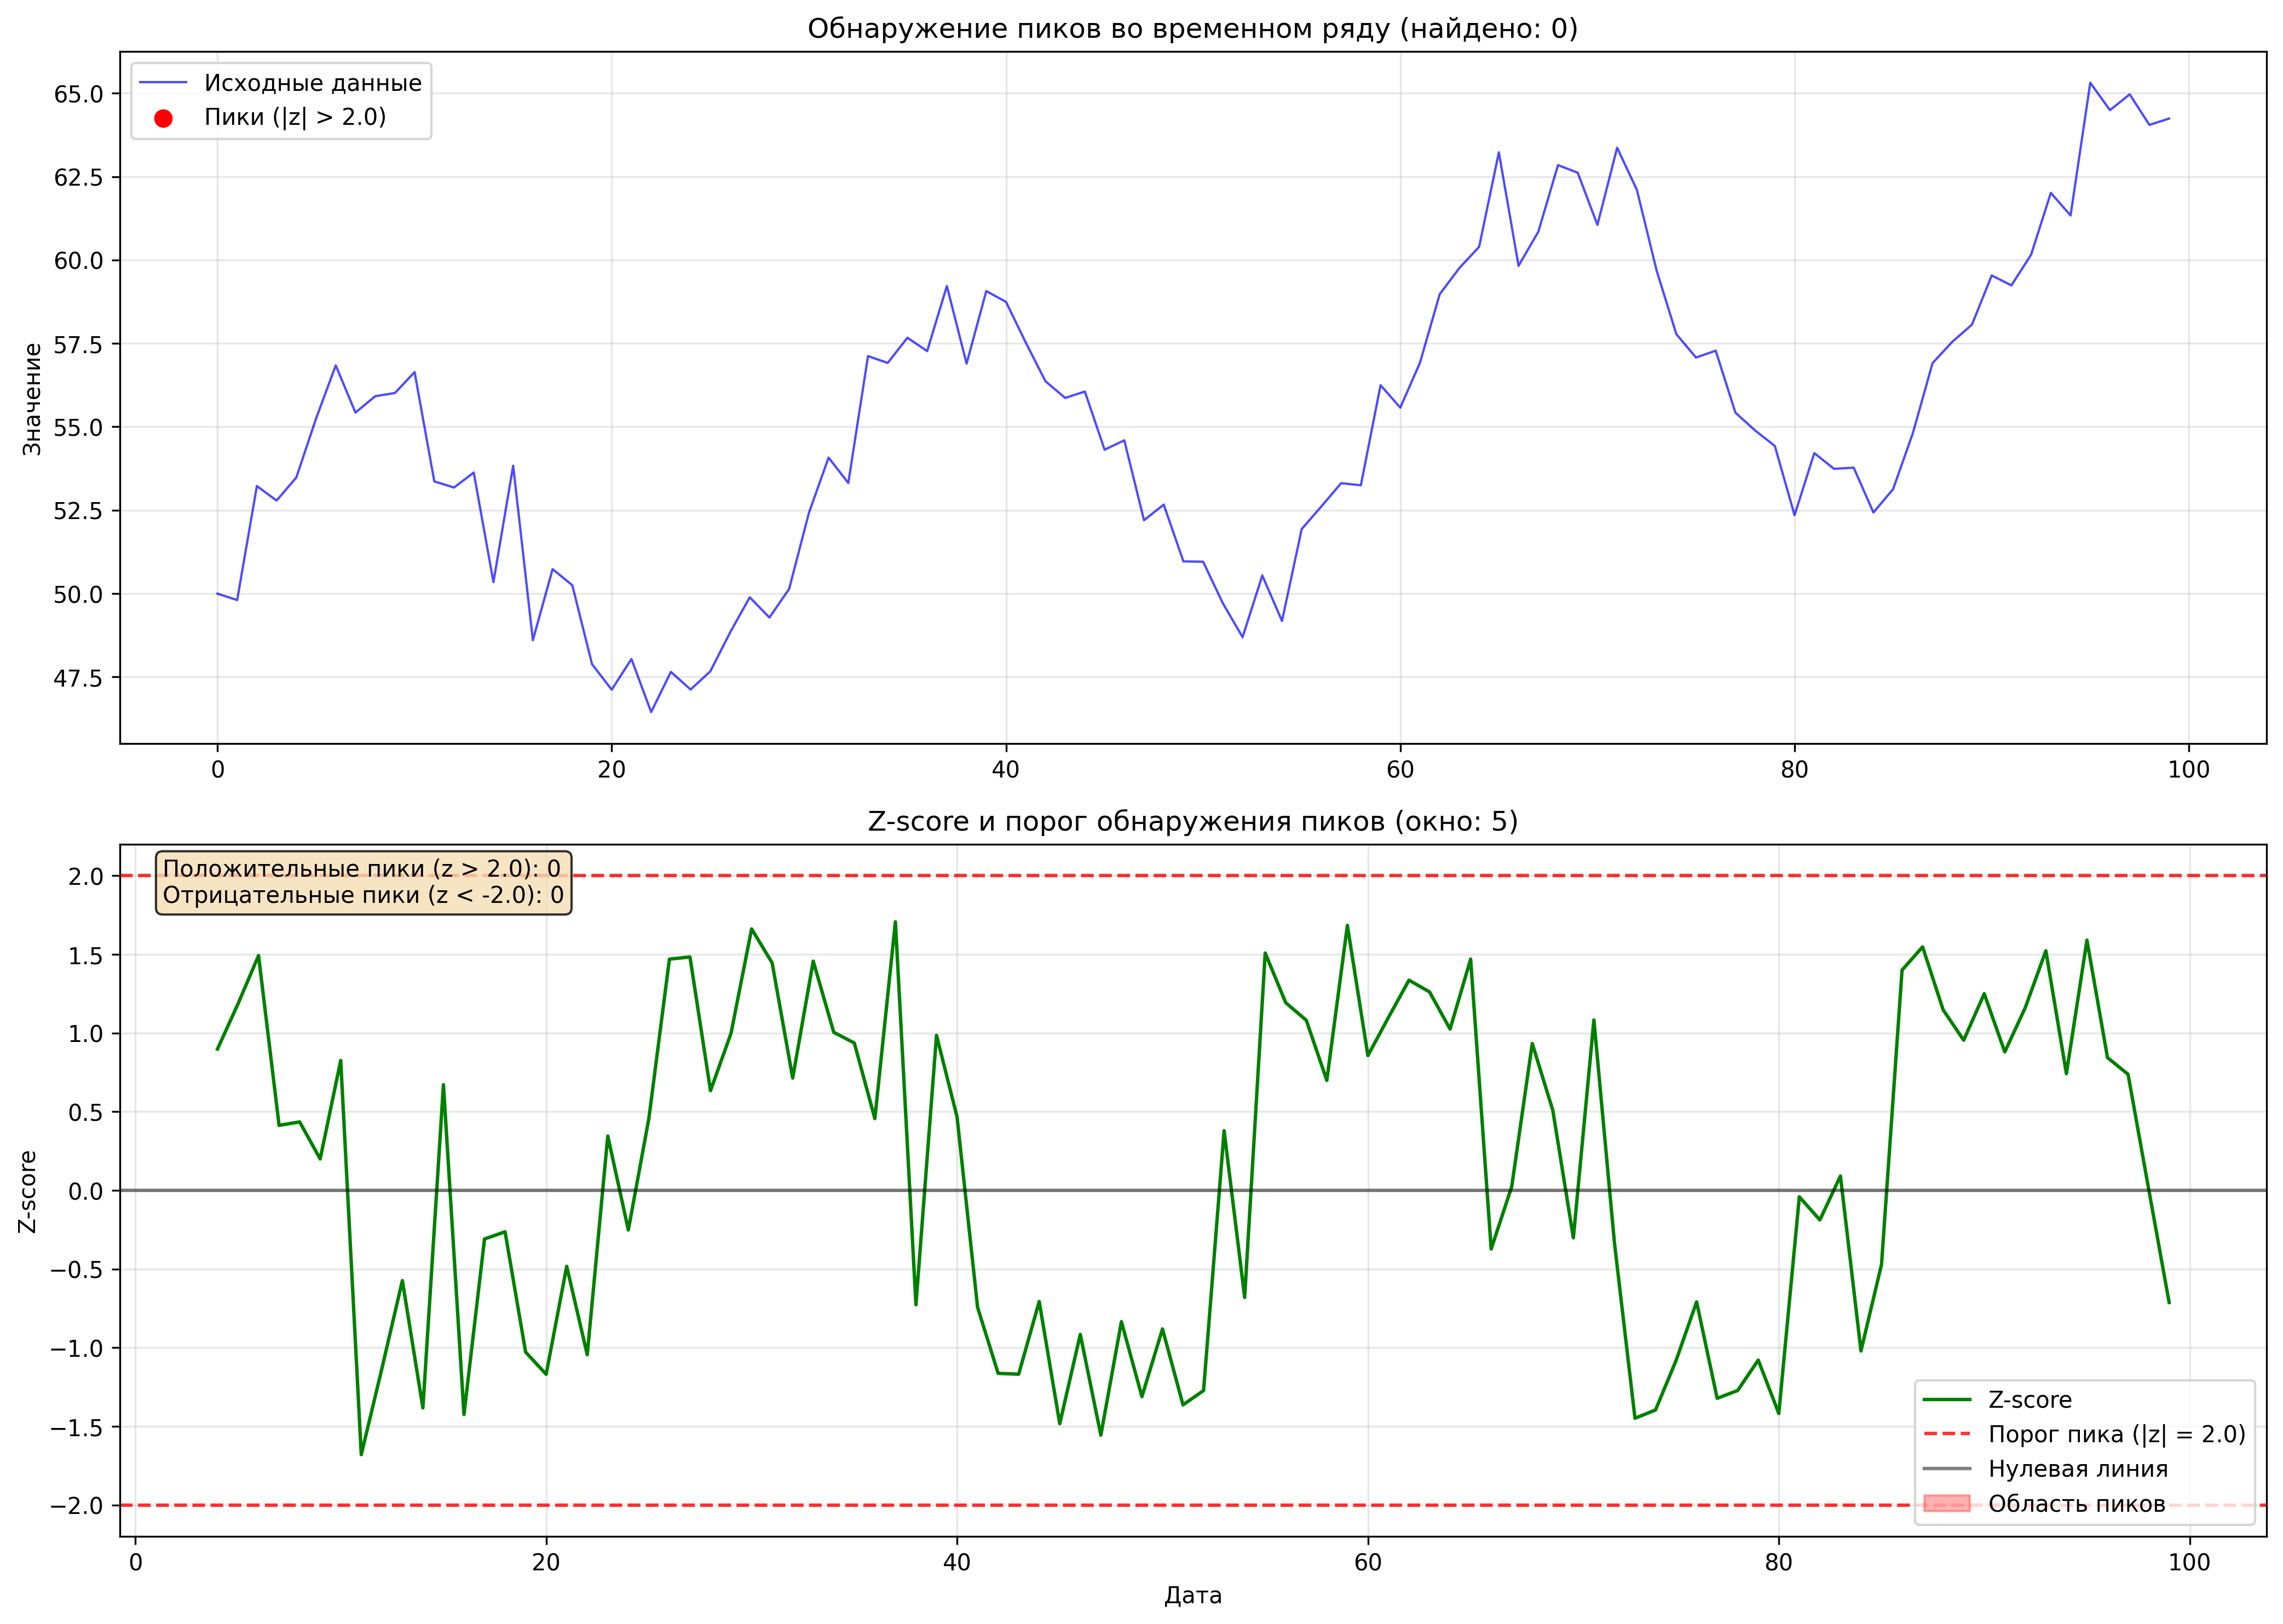 Обнаружение пиков во временном ряду (найдено: 0)
Исходные данные
Пики (|z| > 2.0)
Значение
65.0
62.5
60.0
57.5
55.0
52.5
50.0
47.5
0 20 40 60 80 100
Z-score и порог обнаружения пиков (окно: 5)
Положительные пики (z > 2.0): 0
Отрицательные пики (z < -2.0): 0
Z-score
2.0
1.5
1.0
0.5
0.0
−0.5
−1.0
−1.5
−2.0
Z-score
Порог пика (|z| = 2.0)
Нулевая линия
Область пиков
0 20 40 60 80 100
Дата